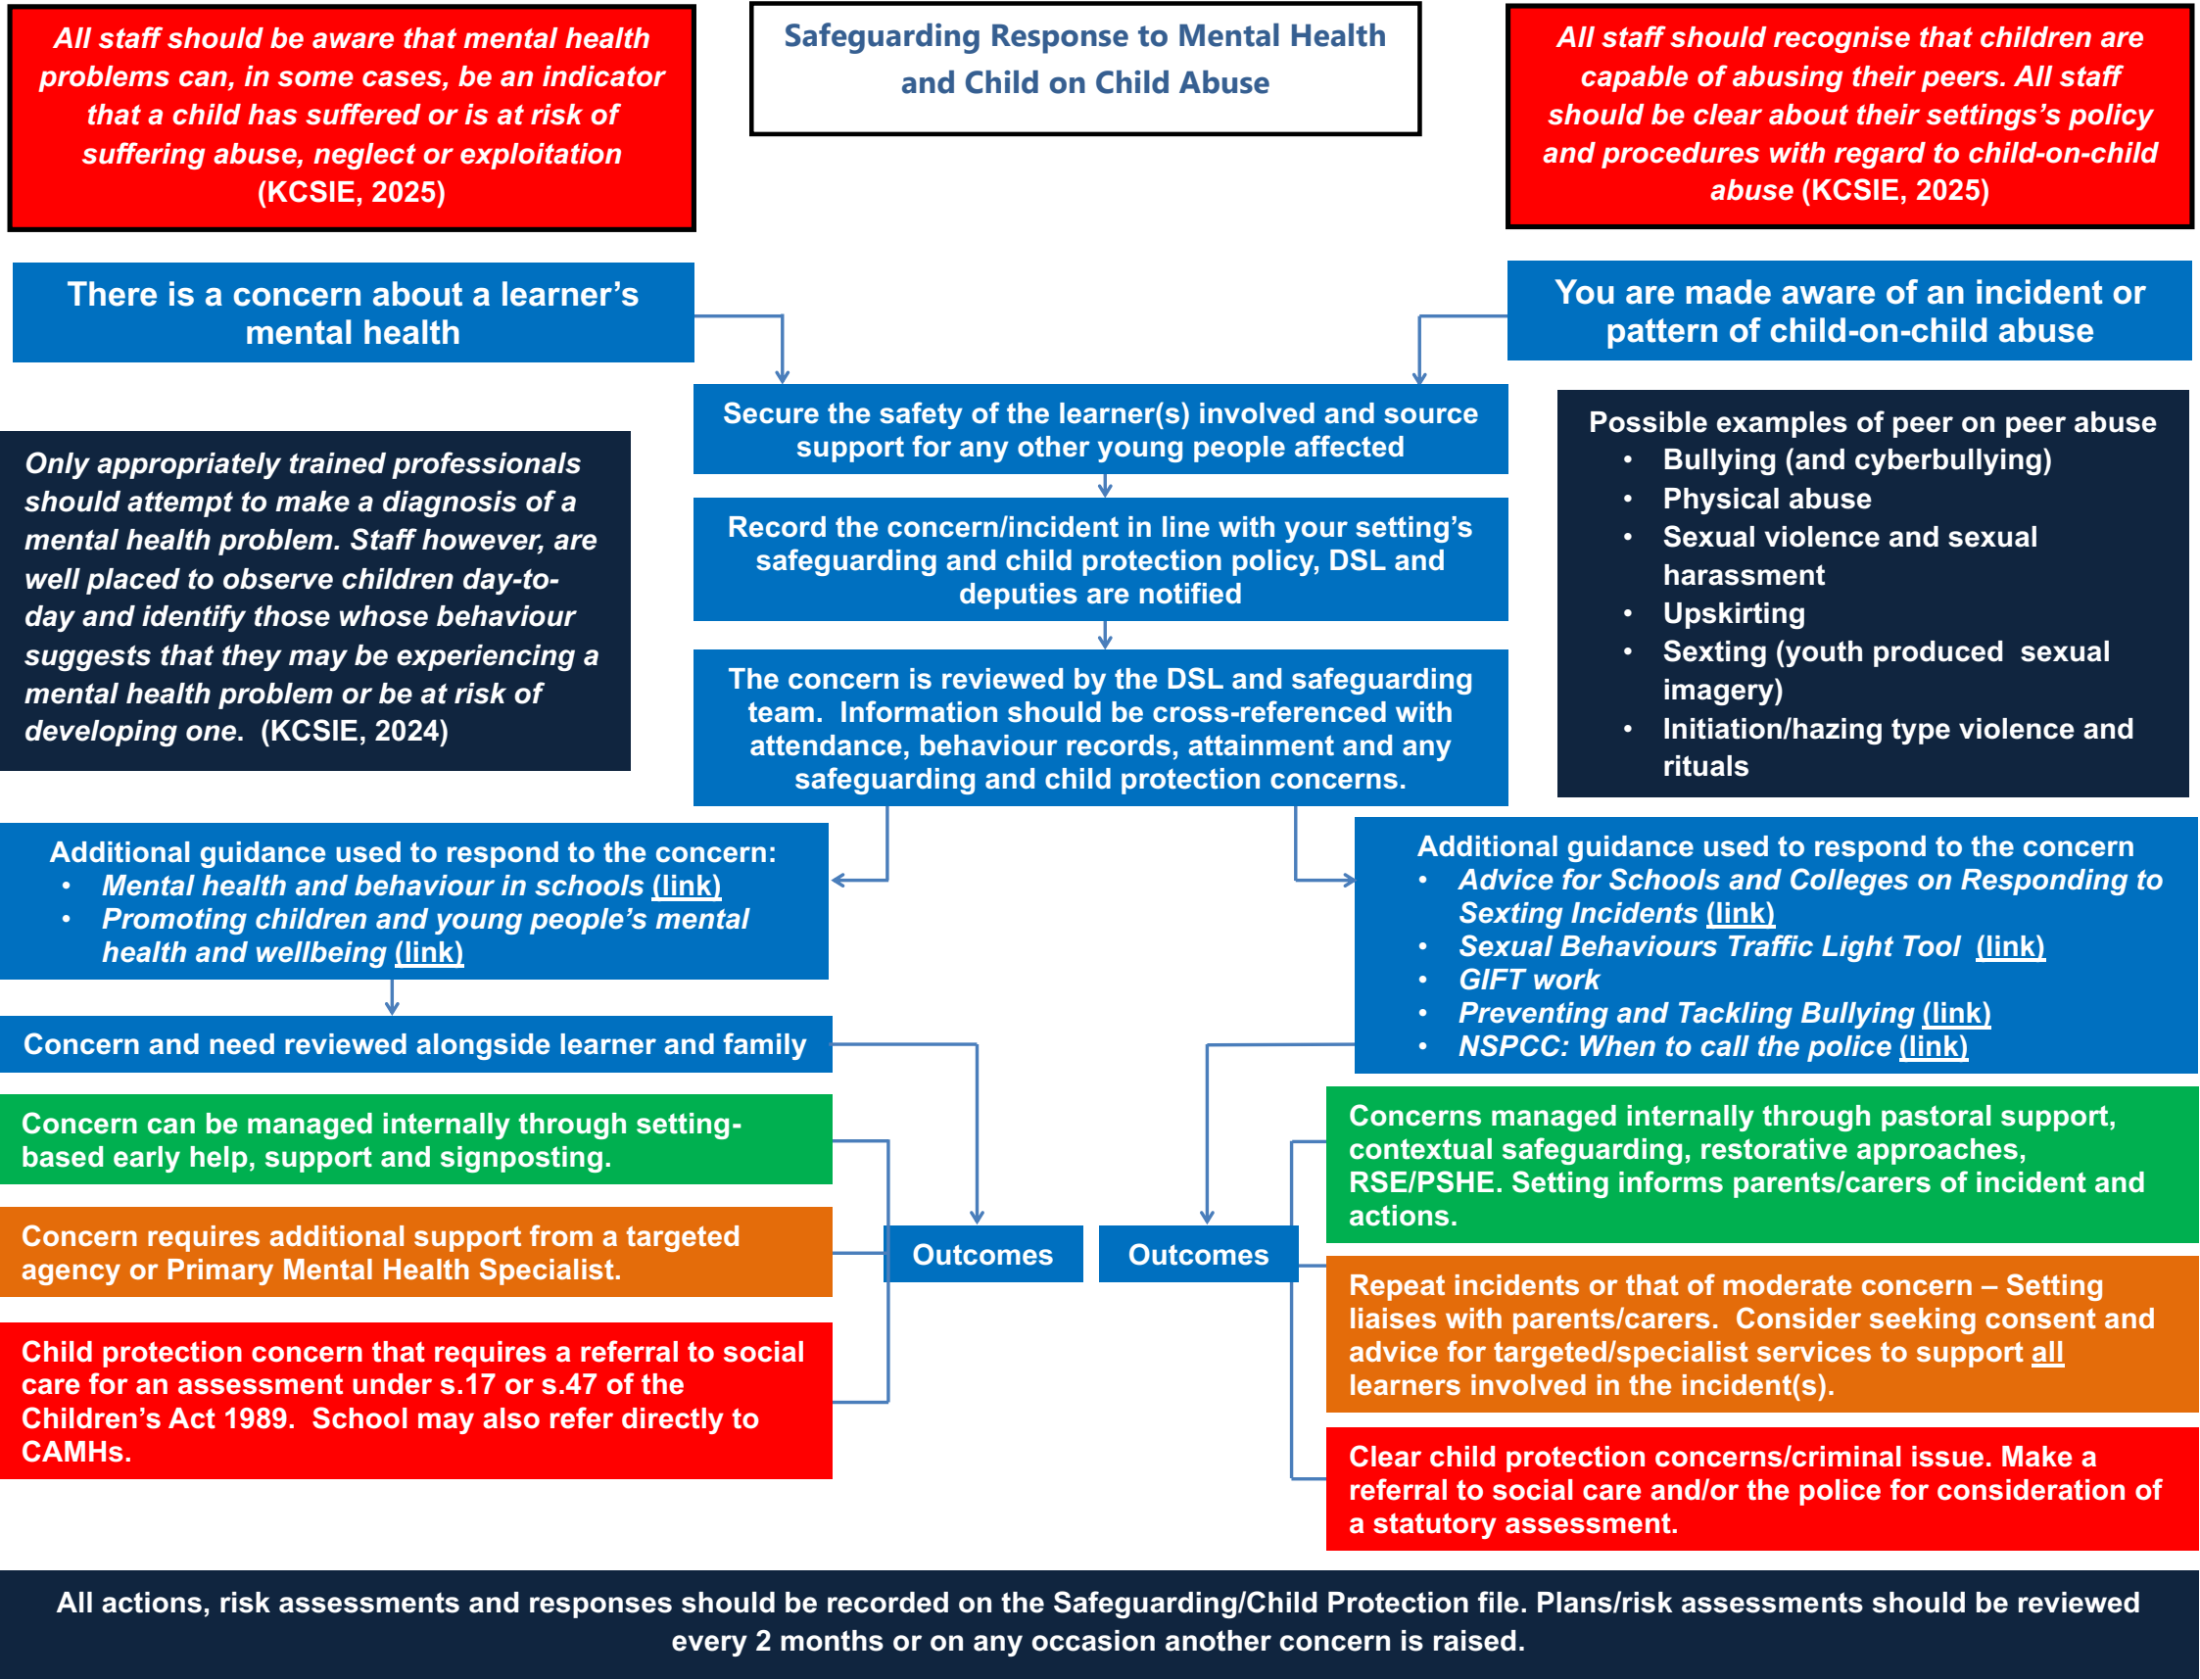 All staff should be aware that mental health
problems can, in some cases, be an indicator
that a child has suffered or is at risk of
suffering abuse, neglect or exploitation
(KCSIE, 2025)
Safeguarding Response to Mental Health
and Child on Child Abuse
All staff should recognise that children are
capable of abusing their peers. All staff
should be clear about their settings's policy
and procedures with regard to child-on-child
abuse (KCSIE, 2025)
There is a concern about a learner’s
mental health
You are made aware of an incident or
pattern of child-on-child abuse
Secure the safety of the learner(s) involved and source
support for any other young people affected
Record the concern/incident in line with your setting’s
safeguarding and child protection policy, DSL and
deputies are notified
The concern is reviewed by the DSL and safeguarding
team.  Information should be cross-referenced with
attendance, behaviour records, attainment and any
safeguarding and child protection concerns.
Only appropriately trained professionals
should attempt to make a diagnosis of a
mental health problem. Staff however, are
well placed to observe children day-to-
day and identify those whose behaviour
suggests that they may be experiencing a
mental health problem or be at risk of
developing one.  (KCSIE, 2024)
Possible examples of peer on peer abuse
• Bullying (and cyberbullying)
• Physical abuse
• Sexual violence and sexual
harassment
• Upskirting
• Sexting (youth produced  sexual
imagery)
• Initiation/hazing type violence and
rituals
Additional guidance used to respond to the concern:
• Mental health and behaviour in schools (link)
• Promoting children and young people’s mental
health and wellbeing (link)
Additional guidance used to respond to the concern
• Advice for Schools and Colleges on Responding to
Sexting Incidents (link)
• Sexual Behaviours Traffic Light Tool  (link)
• GIFT work
• Preventing and Tackling Bullying (link)
• NSPCC: When to call the police (link)
Concern and need reviewed alongside learner and family
Concern can be managed internally through setting-
based early help, support and signposting.
Concern requires additional support from a targeted
agency or Primary Mental Health Specialist.
Child protection concern that requires a referral to social
care for an assessment under s.17 or s.47 of the
Children’s Act 1989.  School may also refer directly to
CAMHs.
Outcomes
Outcomes
Concerns managed internally through pastoral support,
contextual safeguarding, restorative approaches,
RSE/PSHE. Setting informs parents/carers of incident and
actions.
Repeat incidents or that of moderate concern – Setting
liaises with parents/carers.  Consider seeking consent and
advice for targeted/specialist services to support all
learners involved in the incident(s).
Clear child protection concerns/criminal issue. Make a
referral to social care and/or the police for consideration of
a statutory assessment.
All actions, risk assessments and responses should be recorded on the Safeguarding/Child Protection file. Plans/risk assessments should be reviewed
every 2 months or on any occasion another concern is raised.